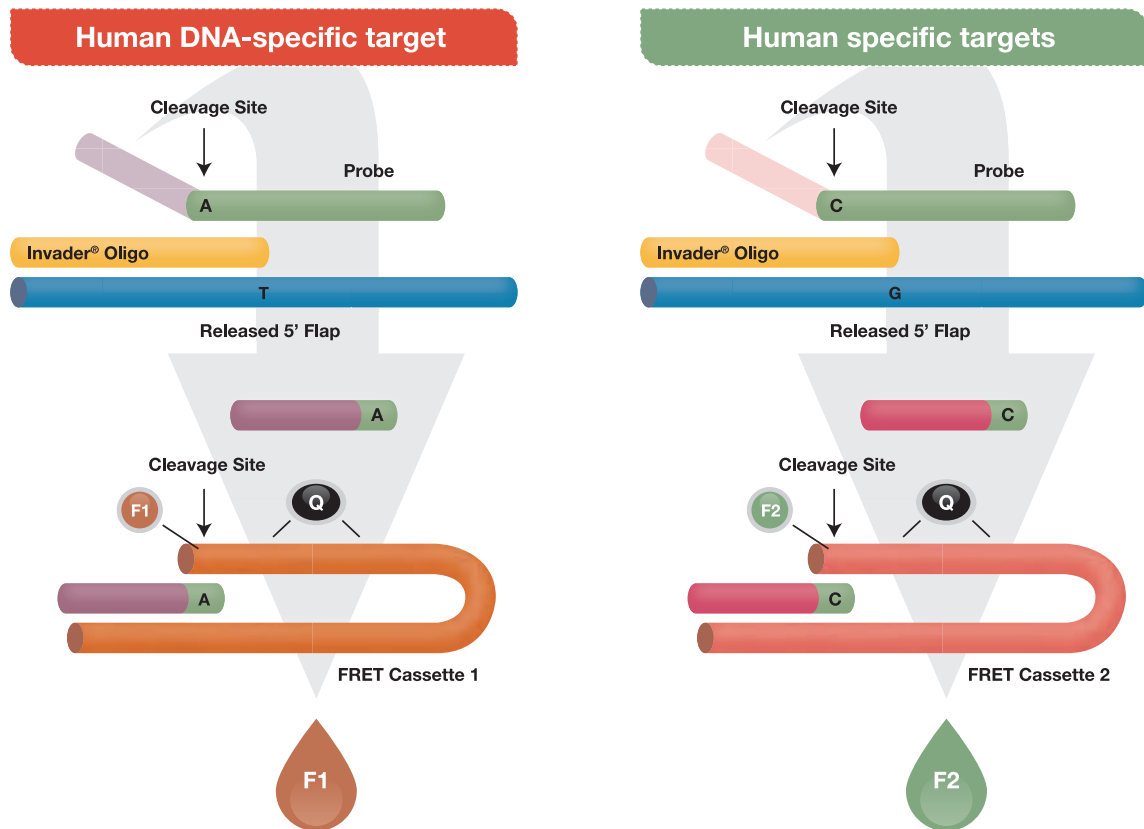 Human DNA-specific target
Cleavage Site
Probe
A
Invader® Oligo
T
Released 5’ Flap
A
Cleavage Site
F1
Q
A
FRET Cassette 1
F1
Human specific targets
Cleavage Site
Probe
C
Invader® Oligo
G
Released 5’ Flap
C
Cleavage Site
F2
Q
C
FRET Cassette 2
F2